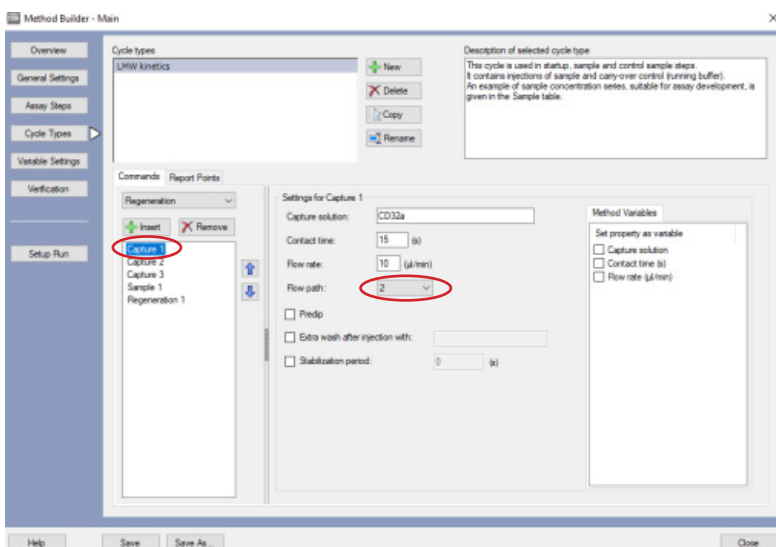 Method Builder - Main
Overview
General Settings
Assay Steps
Cycle Types
Variable Settings
Verification
Setup Run
Cycle types
LMW kinetics
New
Delete
Copy
Rename
Description of selected cycle type
This cycle is used in startup, sample and control sample steps.
It contains injections of sample and carry-over control (running buffer).
An example of sample concentration series, suitable for assay development, is
given in the Sample table.
Commands Report Points
Regeneration
Insert Remove
Capture 1
Capture 2
Capture 3
Sample 1
Regeneration 1
Settings for Capture 1
Capture solution: CD32a
Contact time: 15 (s)
Flow rate: 10 (µl/min)
Flow path: 2
Predip
Extra wash after injection with:
Stabilization period: 0 (s)
Method Variables
Set property as variable
Capture solution
Contact time (s)
Flow rate (µl/min)
Help Save Save As... Close